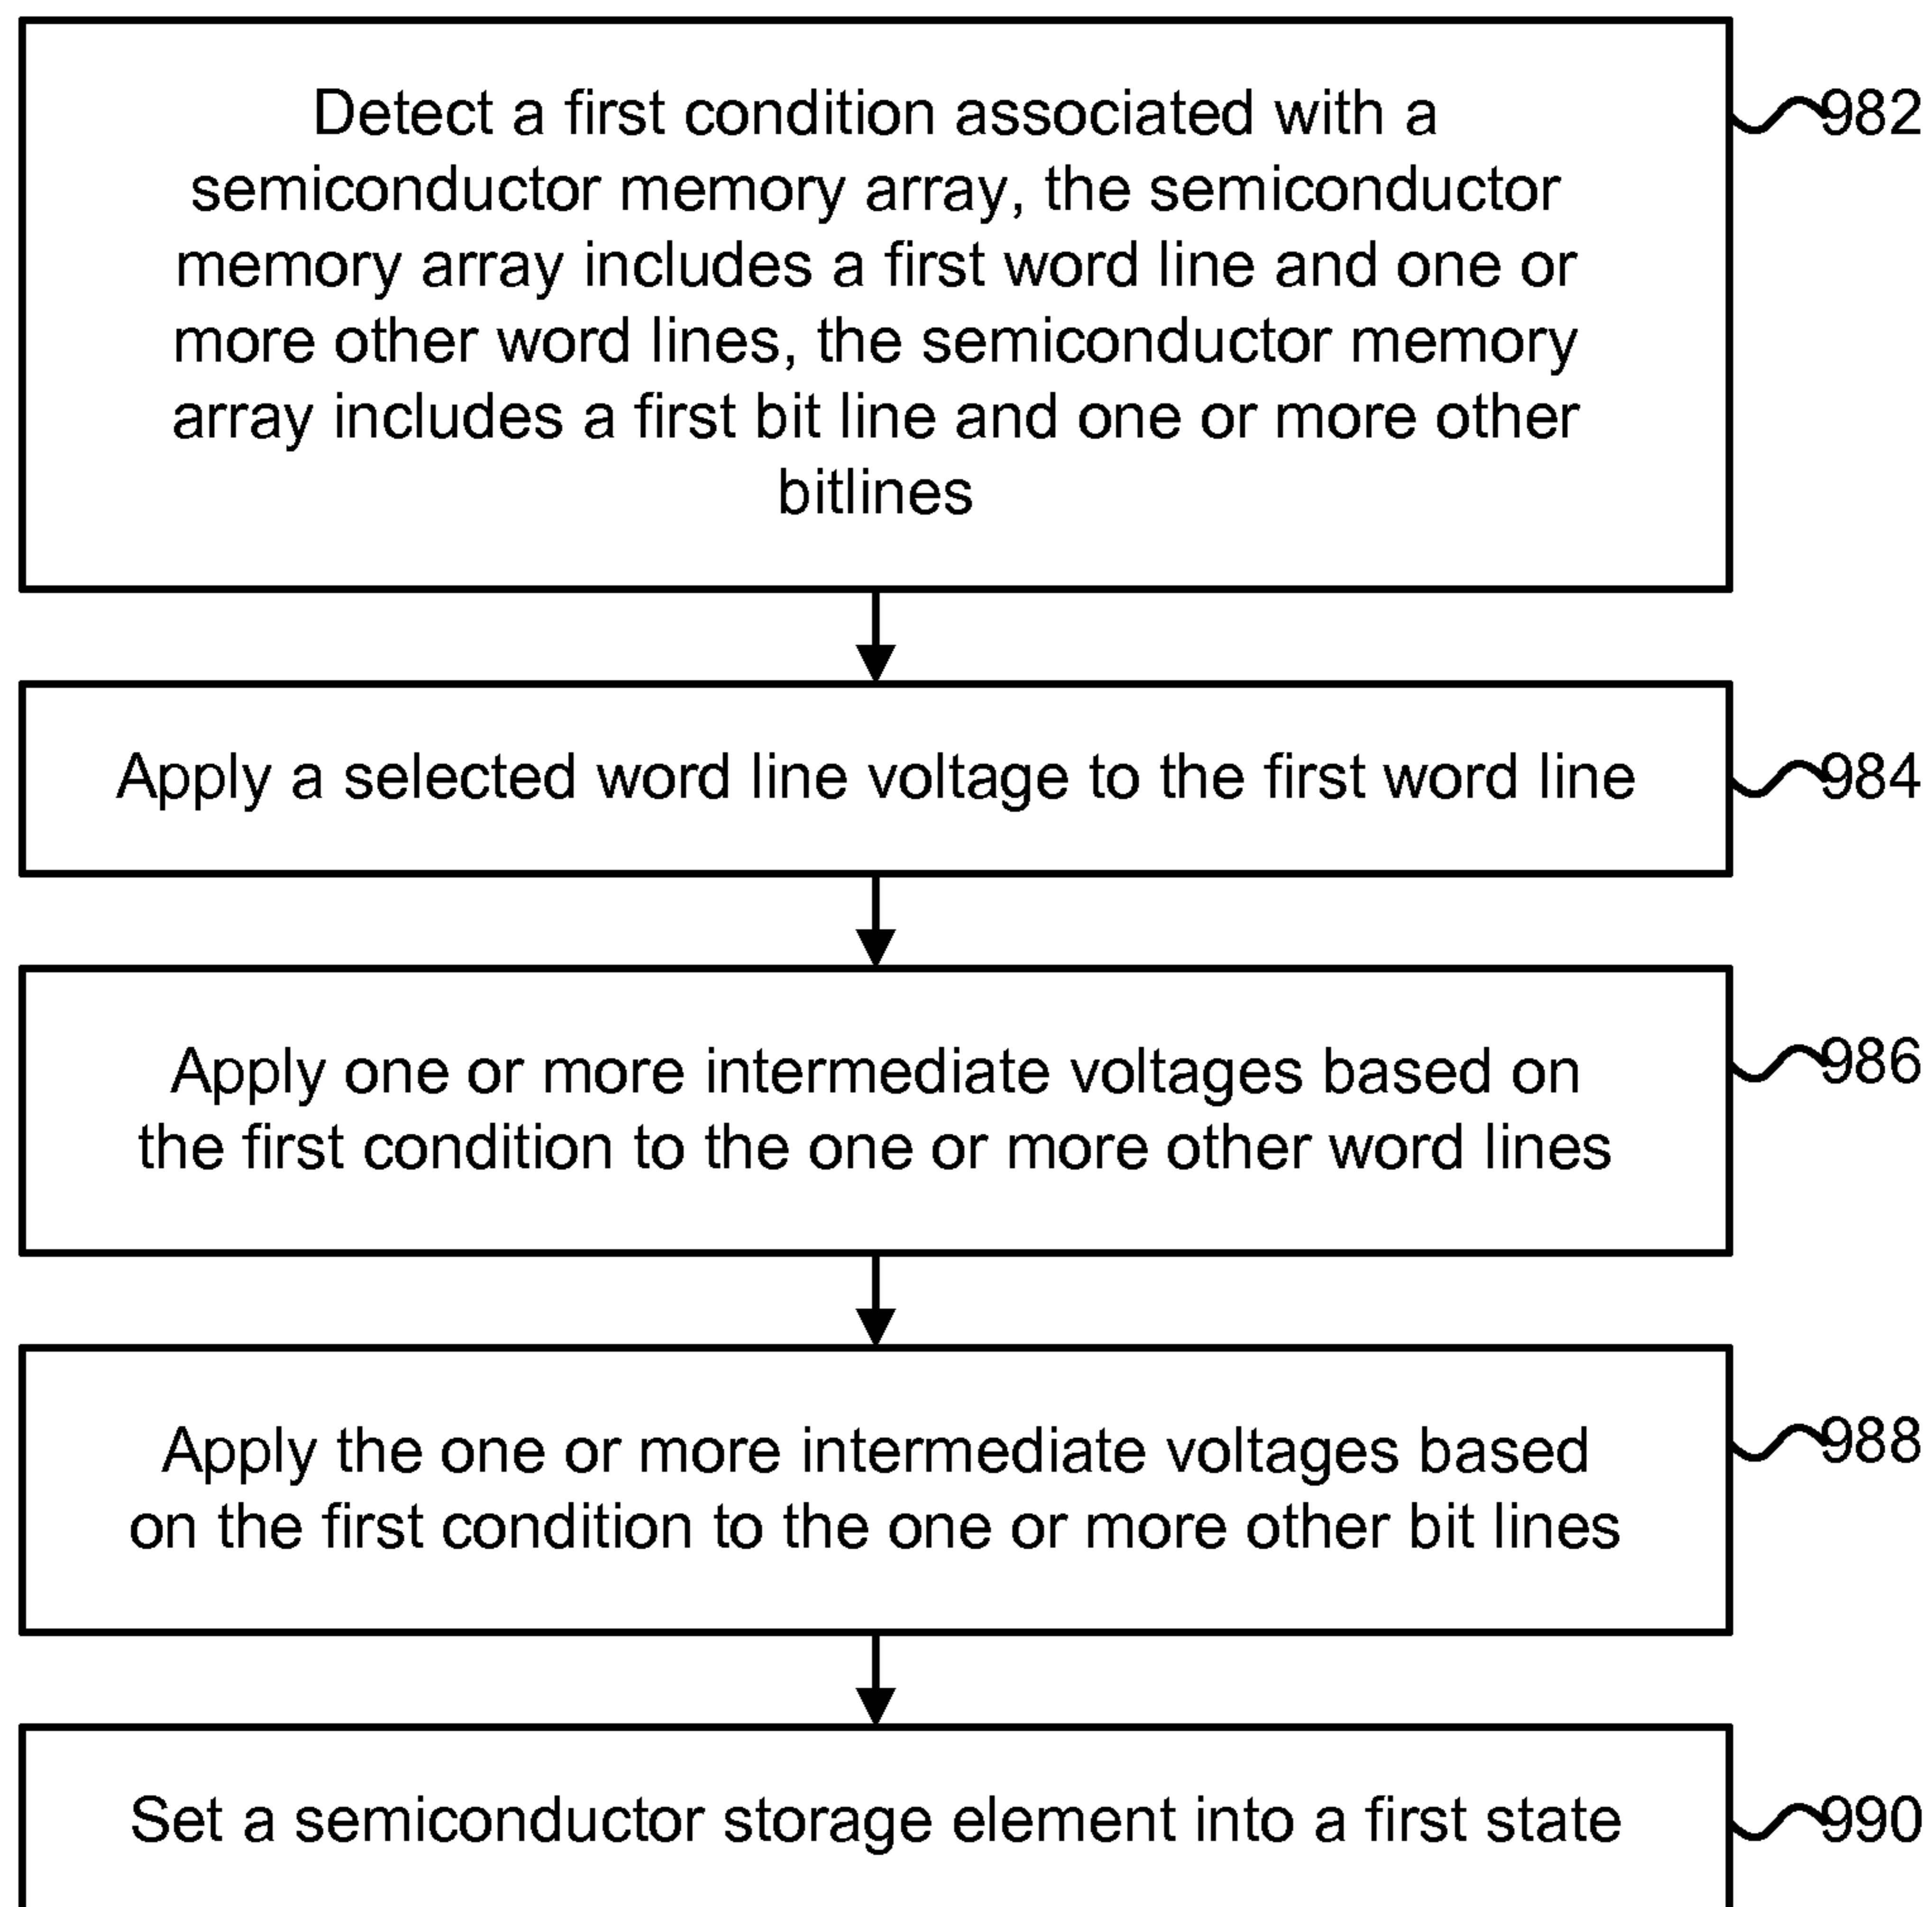 Detect a first condition associated with a
982
semiconductor memory array, the semiconductor
memory array includes a first word line and one or
more other word lines, the semiconductor memory
array includes a first bit line and one or more other
bitlines
Apply a selected word line voltage to the first word line
984
Apply one or more intermediate voltages based on
986
the first condition to the one or more other word lines
Apply the one or more intermediate voltages based
988
on the first condition to the one or more other bit lines
Set a semiconductor storage element into a first state
990